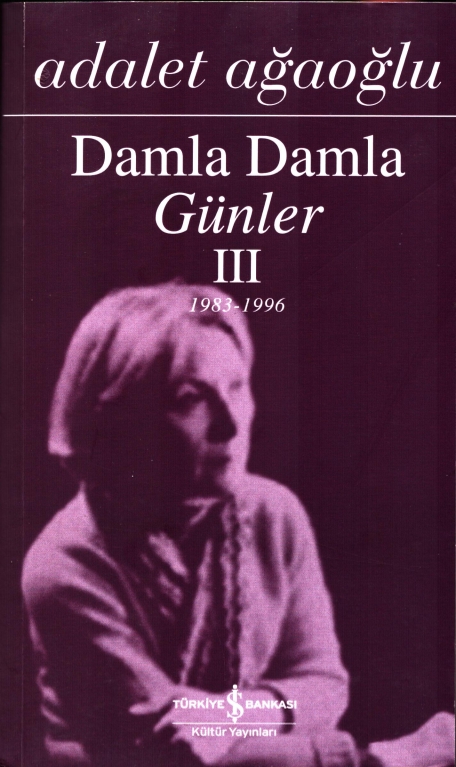 adalet ağaoğlu
Damla Damla
Günler
III
1983-1996
TÜRKİYE İŞ BANKASI
Kültür Yayınları